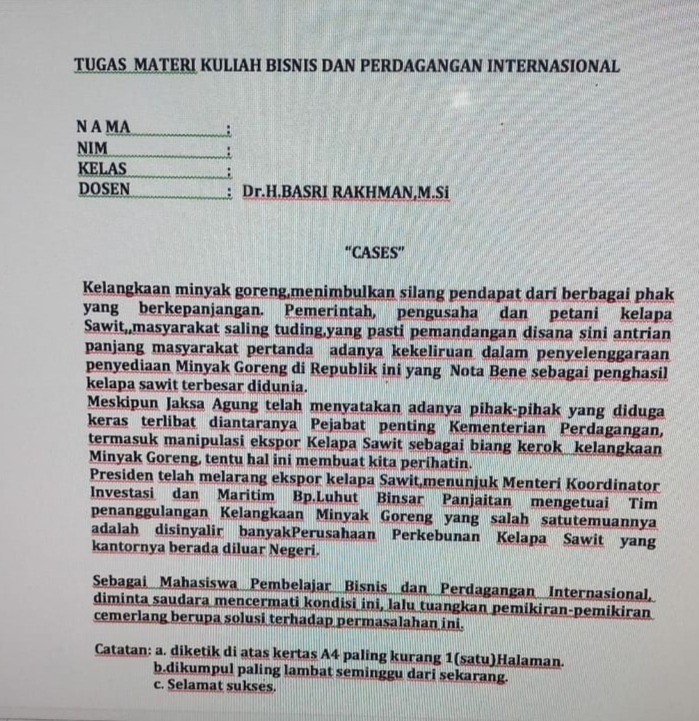 TUGAS MATERI KULIAH BISNIS DAN PERDAGANGAN INTERNASIONAL
N A MA :
NIM :
KELAS :
DOSEN : Dr.H.BASRI RAKHMAN,M.Si
"CASES"
Kelangkaan minyak goreng,menimbulkan silang pendapat dari berbagai phak
yang berkepanjangan. Pemerintah, pengusaha dan petani kelapa
Sawit,,masyarakat saling tuding,yang pasti pemandangan disana sini antrian
panjang masyarakat pertanda adanya kekeliruan dalam penyelenggaraan
penyediaan Minyak Goreng di Republik ini yang Nota Bene sebagai penghasil
kelapa sawit terbesar didunia.
Meskipun Jaksa Agung telah menyatakan adanya pihak-pihak yang diduga
keras terlibat diantaranya Pejabat penting Kementerian Perdagangan,
termasuk manipulasi ekspor Kelapa Sawit sebagai biang kerok kelangkaan
Minyak Goreng, tentu hal ini membuat kita perihatin.
Presiden telah melarang ekspor kelapa Sawit,menunjuk Menteri Koordinator
Investasi dan Maritim Bp.Luhut Binsar Panjaitan mengetuai Tim
penanggulangan Kelangkaan Minyak Goreng yang salah satutemuannya
adalah disinyalir banyakPerusahaan Perkebunan Kelapa Sawit yang
kantornya berada diluar Negeri.
Sebagai Mahasiswa Pembelajar Bisnis dan Perdagangan Internasional,
diminta saudara mencermati kondisi ini, lalu tuangkan pemikiran-pemikiran
cemerlang berupa solusi terhadap permasalahan ini.
Catatan: a. diketik di atas kertas A4 paling kurang 1(satu)Halaman.
b.dikumpul paling lambat seminggu dari sekarang.
c. Selamat sukses.